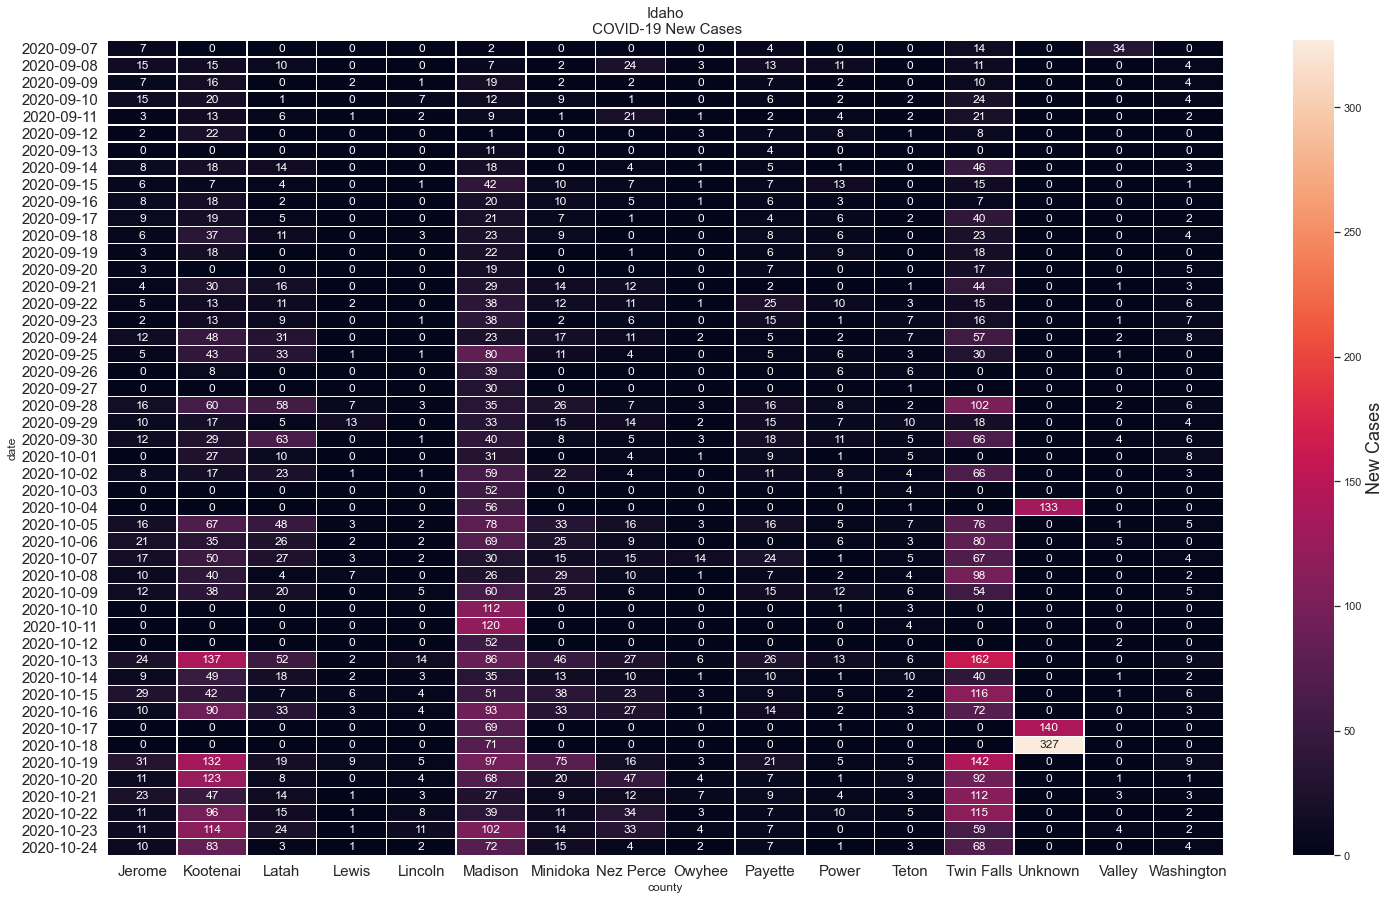 Idaho
COVID-19 New Cases
2020-09-07 7 0 0 0 0 2 0 0 0 4 0 0 14 0 34 0
2020-09-08 15 15 10 0 0 7 2 24 3 13 11 0 11 0 0 4
2020-09-09 7 16 0 2 1 19 2 2 0 7 2 0 10 0 0 4
2020-09-10 15 20 1 0 7 12 9 1 0 6 2 2 24 0 0 4
2020-09-11 3 13 6 1 2 9 1 21 1 2 4 2 21 0 0 2
2020-09-12 2 22 0 0 0 1 0 0 3 7 8 1 8 0 0 0
2020-09-13 0 0 0 0 0 11 0 0 0 4 0 0 0 0 0 0
2020-09-14 8 18 14 0 0 18 0 4 1 5 1 0 46 0 0 3
2020-09-15 6 7 4 0 1 42 10 7 1 7 13 0 15 0 0 1
2020-09-16 8 18 2 0 0 20 10 5 1 6 3 0 7 0 0 0
2020-09-17 9 19 5 0 0 21 7 1 0 4 6 2 40 0 0 2
2020-09-18 6 37 11 0 3 23 9 0 0 8 6 0 23 0 0 4
2020-09-19 3 18 0 0 0 22 0 1 0 6 9 0 18 0 0 0
2020-09-20 3 0 0 0 0 19 0 0 0 7 0 0 17 0 0 5
2020-09-21 4 30 16 0 0 29 14 12 0 2 0 1 44 0 1 3
2020-09-22 5 13 11 2 0 38 12 11 1 25 10 3 15 0 0 6
2020-09-23 2 13 9 0 1 38 2 6 0 15 1 7 16 0 1 7
2020-09-24 12 48 31 0 0 23 17 11 2 5 2 7 57 0 2 8
2020-09-25 5 43 33 1 1 80 11 4 0 5 6 3 30 0 1 0
2020-09-26 0 8 0 0 0 39 0 0 0 0 6 6 0 0 0 0
2020-09-27 0 0 0 0 0 30 0 0 0 0 0 1 0 0 0 0
2020-09-28 16 60 58 7 3 35 26 7 3 16 8 2 102 0 2 6
2020-09-29 10 17 5 13 0 33 15 14 2 15 7 10 18 0 0 4
2020-09-30 12 29 63 0 1 40 8 5 3 18 11 5 66 0 4 6
2020-10-01 0 27 10 0 0 31 0 4 1 9 1 5 0 0 0 8
2020-10-02 8 17 23 1 1 59 22 4 0 11 8 4 66 0 0 3
2020-10-03 0 0 0 0 0 52 0 0 0 0 1 4 0 0 0 0
2020-10-04 0 0 0 0 0 56 0 0 0 0 0 1 0 133 0 0
2020-10-05 16 67 48 3 2 78 33 16 3 16 5 7 76 0 1 5
2020-10-06 21 35 26 2 2 69 25 9 0 0 6 3 80 0 5 0
2020-10-07 17 50 27 3 2 30 15 15 14 24 1 5 67 0 0 4
2020-10-08 10 40 4 7 0 26 29 10 1 7 2 4 98 0 0 2
2020-10-09 12 38 20 0 5 60 25 6 0 15 12 6 54 0 0 5
2020-10-10 0 0 0 0 0 112 0 0 0 0 1 3 0 0 0 0
2020-10-11 0 0 0 0 0 120 0 0 0 0 0 4 0 0 0 0
2020-10-12 0 0 0 0 0 52 0 0 0 0 0 0 0 0 2 0
2020-10-13 24 137 52 2 14 86 46 27 6 26 13 6 162 0 0 9
2020-10-14 9 49 18 2 3 35 13 10 1 10 1 10 40 0 1 2
2020-10-15 29 42 7 6 4 51 38 23 3 9 5 2 116 0 1 6
2020-10-16 10 90 33 3 4 93 33 27 1 14 2 3 72 0 0 3
2020-10-17 0 0 0 0 0 69 0 0 0 0 1 0 0 140 0 0
2020-10-18 0 0 0 0 0 71 0 0 0 0 0 0 0 327 0 0
2020-10-19 31 132 19 9 5 97 75 16 3 21 5 5 142 0 0 9
2020-10-20 11 123 8 0 4 68 20 47 4 7 1 9 92 0 1 1
2020-10-21 23 47 14 1 3 27 9 12 7 9 4 3 112 0 3 3
2020-10-22 11 96 15 1 8 39 11 34 3 7 10 5 115 0 0 2
2020-10-23 11 114 24 1 11 102 14 33 4 7 0 0 59 0 4 2
2020-10-24 10 83 3 1 2 72 15 4 2 7 1 3 68 0 0 4
date
Jerome Kootenai Latah Lewis Lincoln Madison Minidoka Nez Perce Owyhee Payette Power Teton Twin Falls Unknown Valley Washington
county
300
250
200
150
100
50
0
New Cases